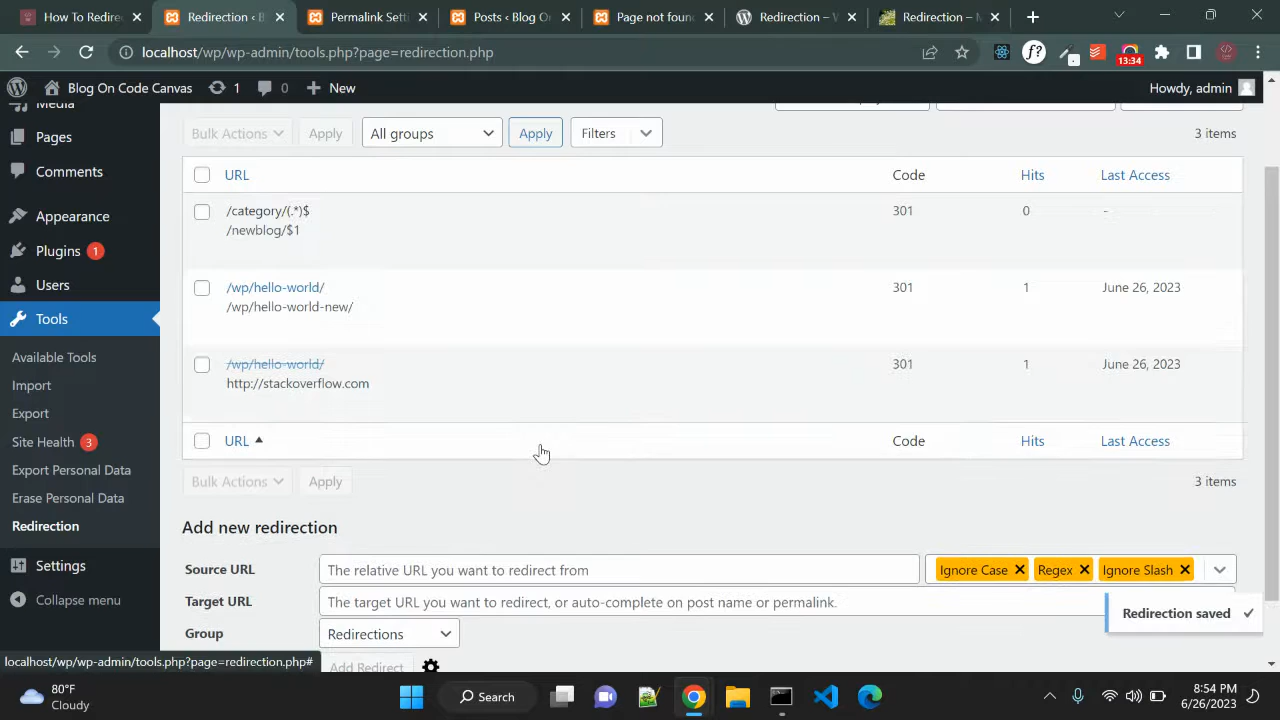 How To Redire
Redirection ‹ B
Permalink Sett
Posts ‹ Blog O
Page not foun
Redirection – W
Redirection – M
localhost/wp/wp-admin/tools.php?page=redirection.php
f?
13:34
Blog On Code Canvas
1
0
New
Howdy, admin
Media
Pages
Comments
Appearance
Plugins 1
Users
Tools
Available Tools
Import
Export
Site Health 3
Export Personal Data
Erase Personal Data
Redirection
Settings
Collapse menu
Bulk Actions
Apply
All groups
Apply
Filters
3 items
URL
Code
Hits
Last Access
/category/(.*)$
301
0
-
/newblog/$1
/wp/hello-world/
301
1
June 26, 2023
/wp/hello-world-new/
/wp/hello-world/
301
1
June 26, 2023
http://stackoverflow.com
URL
Code
Hits
Last Access
Bulk Actions
Apply
3 items
Add new redirection
Source URL
The relative URL you want to redirect from
Ignore Case
Regex
Ignore Slash
Target URL
The target URL you want to redirect, or auto-complete on post name or permalink.
Group
Redirections
Add Redirect
Redirection saved
localhost/wp/wp-admin/tools.php?page=redirection.php#
80°F
Cloudy
Search
8:54 PM
6/26/2023